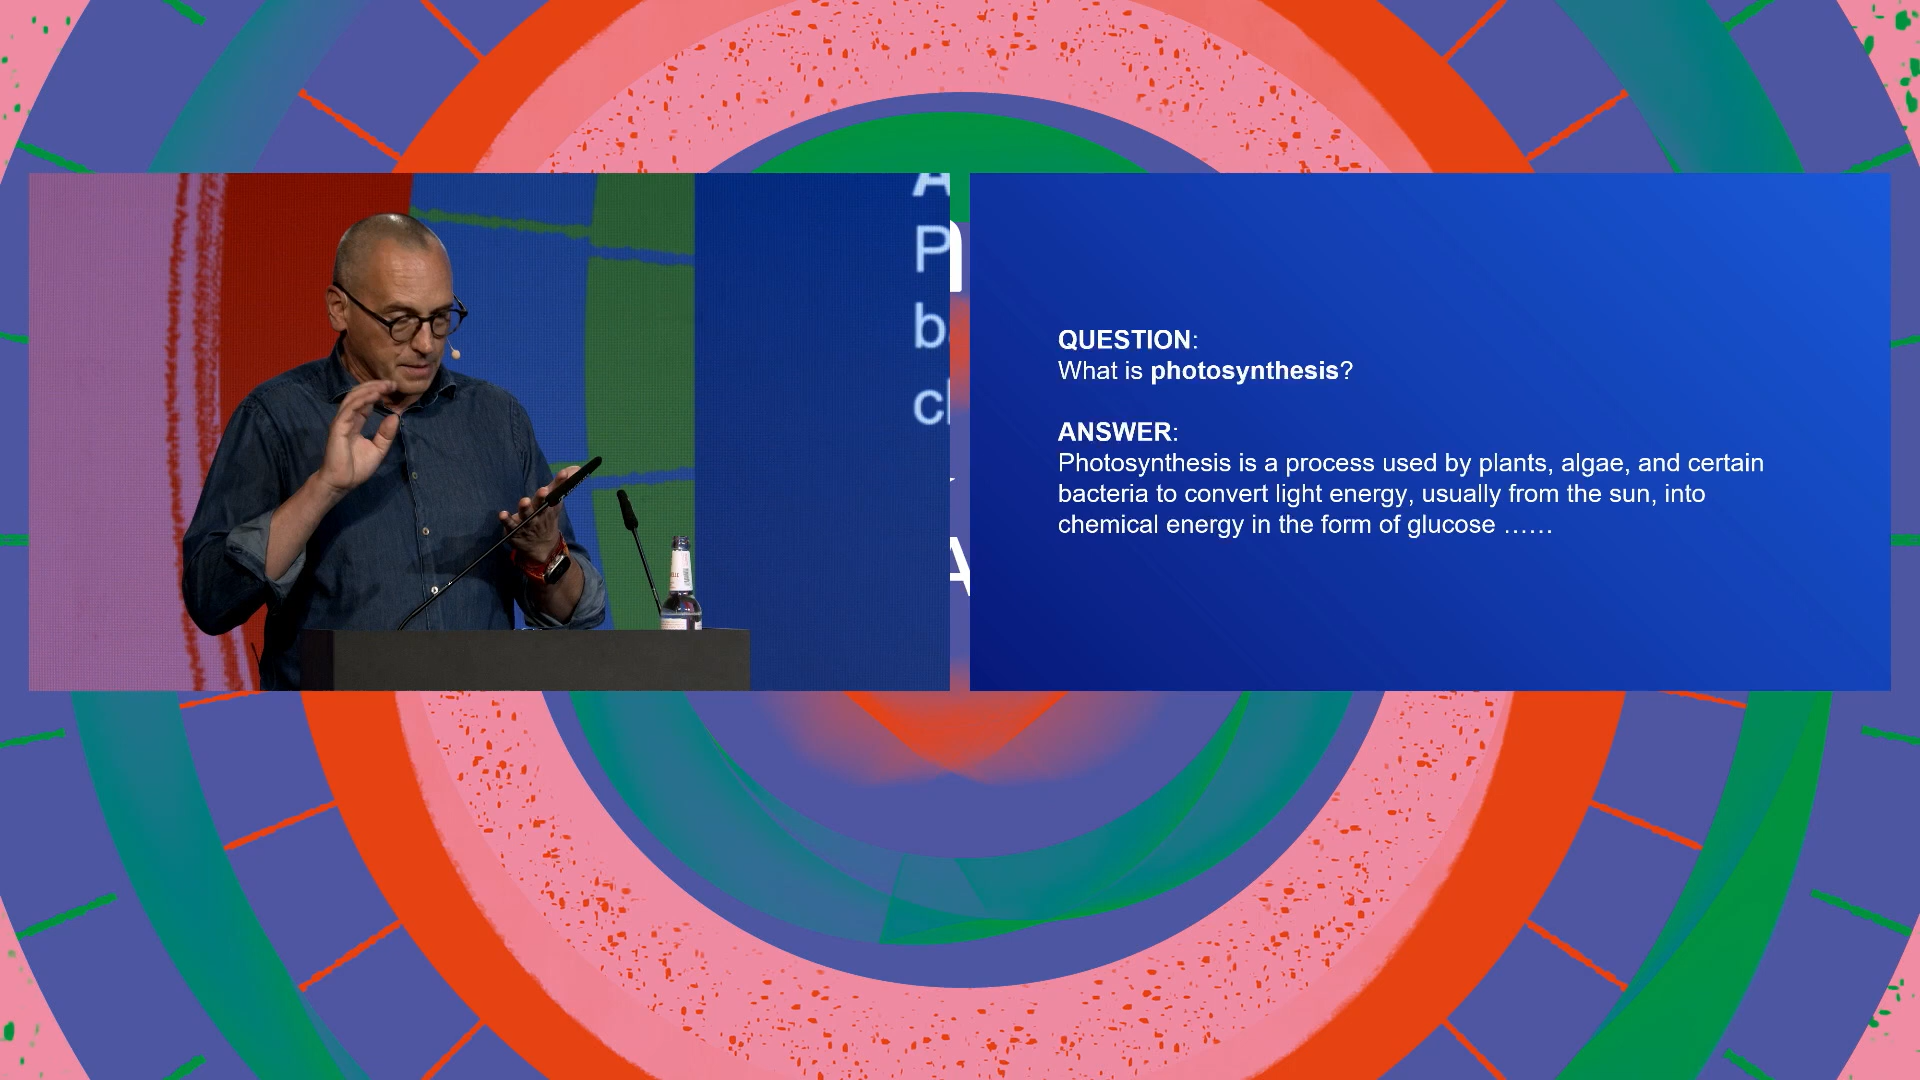 QUESTION:
What is photosynthesis?
ANSWER:
Photosynthesis is a process used by plants, algae, and certain
bacteria to convert light energy, usually from the sun, into
chemical energy in the form of glucose ......